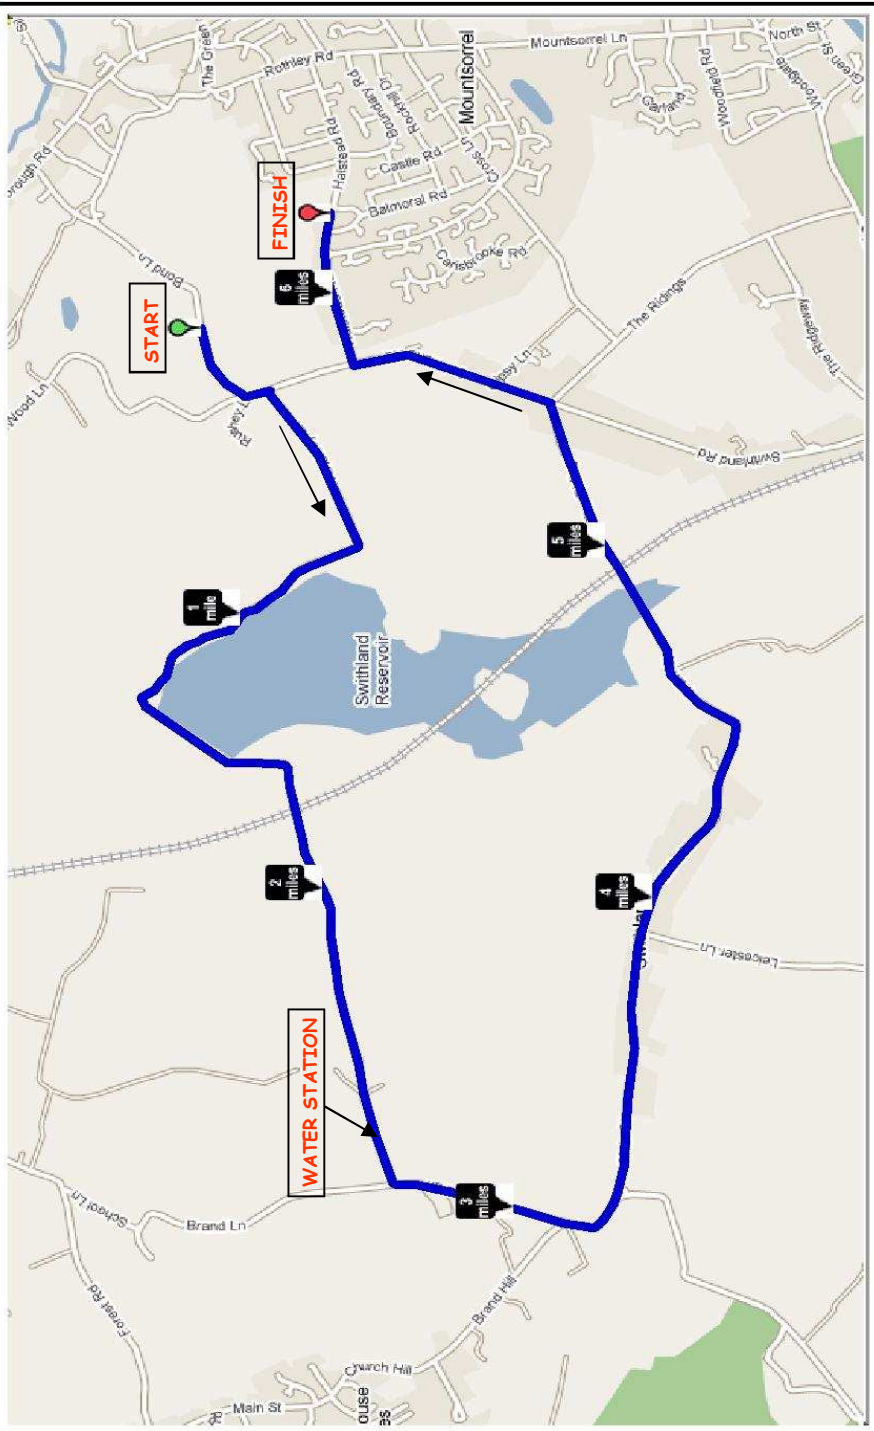 The Green
Rothley Rd
Mountsorrel Ln
North St
Green St
Woodgate
Woodfield Rd
Garland
Mountsorrel
Boundary Rd
Rockhill Dr
Halstead Rd
Castle Rd
Cross Ln
Balmoral Rd
Carisbrooke Rd
The Ridings
The Ridgeway
Swithland Rd
Bond Ln
Wood Ln
FINISH
START
6
miles
5
miles
1
mile
Swithland
Reservoir
2
miles
4
miles
Leicester Ln
WATER STATION
3
miles
School Ln
Brand Ln
Forest Rd
Brand Hill
Church Hill
Main St